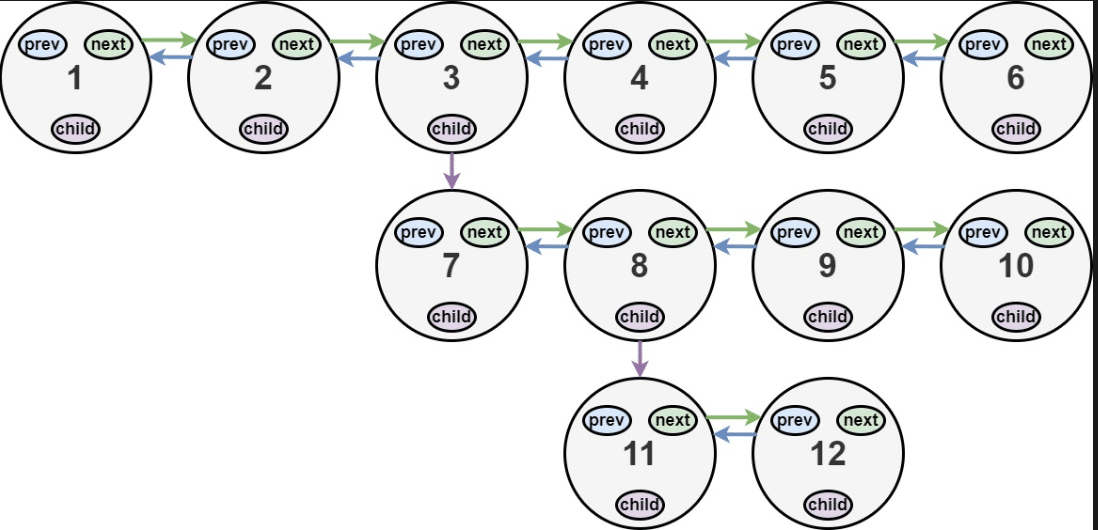 prev next prev next prev next prev next prev next prev next
1 2 3 4 5 6
child child child child child child
prev next prev next prev next prev next
7 8 9 10
child child child child
prev next prev next
11 12
child child